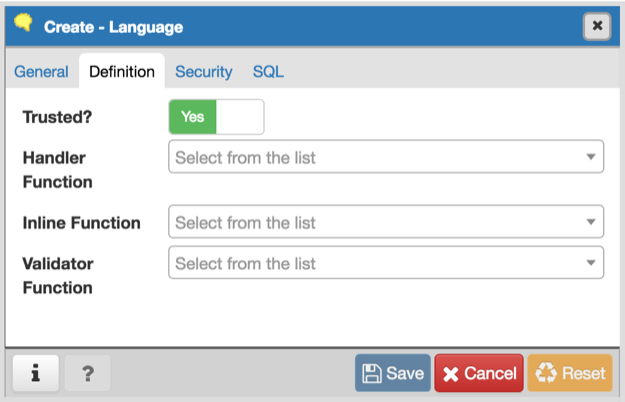 Create - Language
General Definition Security SQL
Trusted? Yes
Handler Select from the list
Function
Inline Function Select from the list
Validator Select from the list
Function
i ? Save Cancel Reset